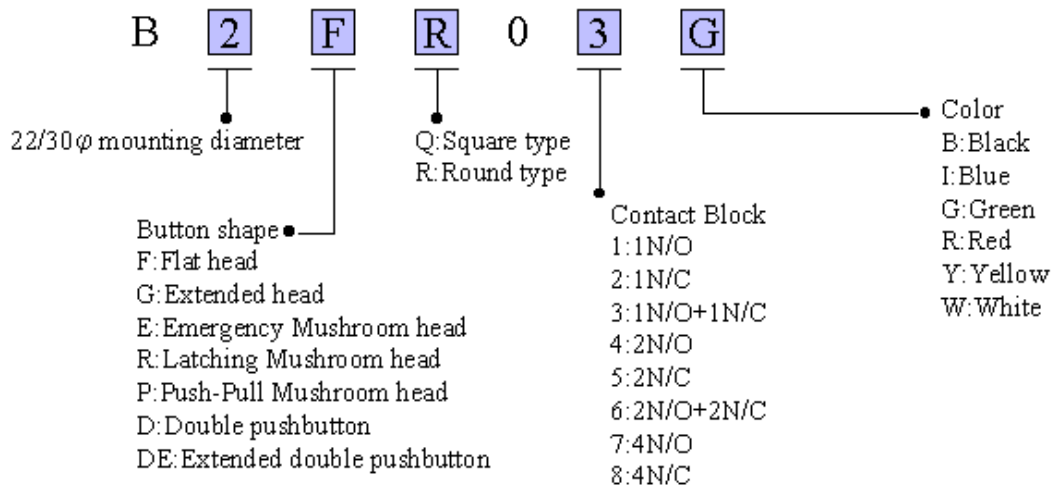 B 2 F R 0 3 G
22/30φ mounting diameter
Button shape
F:Flat head
G:Extended head
E:Emergency Mushroom head
R:Latching Mushroom head
P:Push-Pull Mushroom head
D:Double pushbutton
DE:Extended double pushbutton
Q:Square type
R:Round type
Contact Block
1:1N/O
2:1N/C
3:1N/O+1N/C
4:2N/O
5:2N/C
6:2N/O+2N/C
7:4N/O
8:4N/C
Color
B:Black
I:Blue
G:Green
R:Red
Y:Yellow
W:White